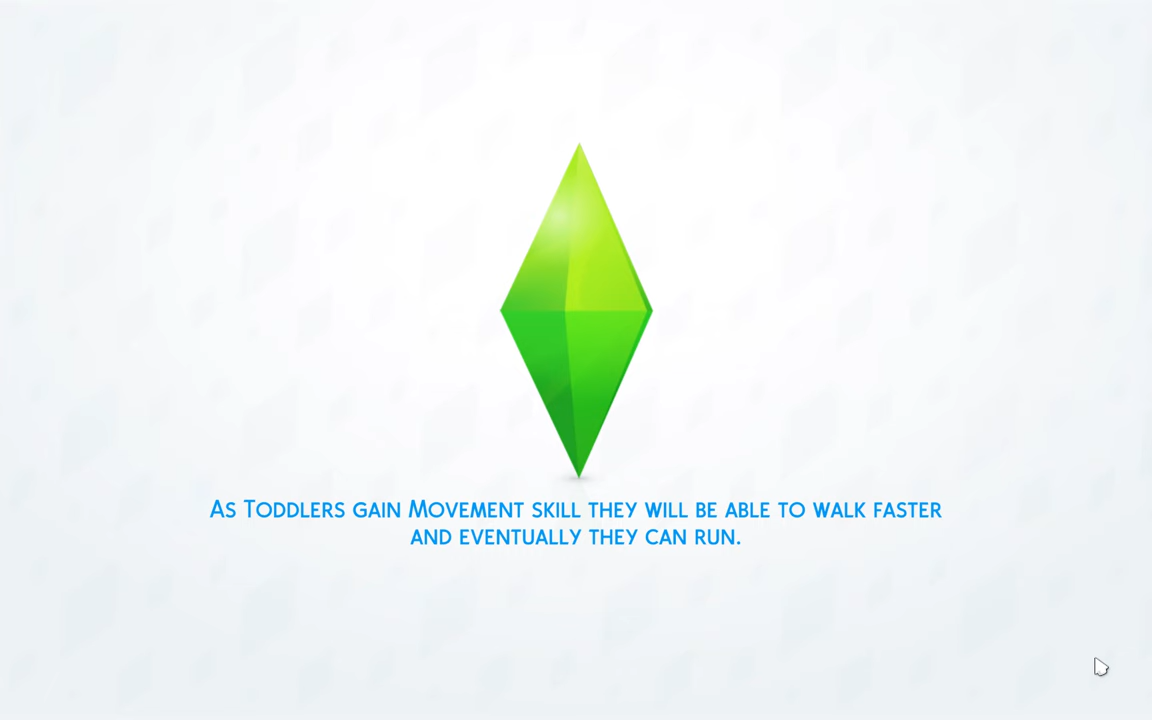 As Toddlers gain Movement skill they will be able to walk faster
and eventually they can run.